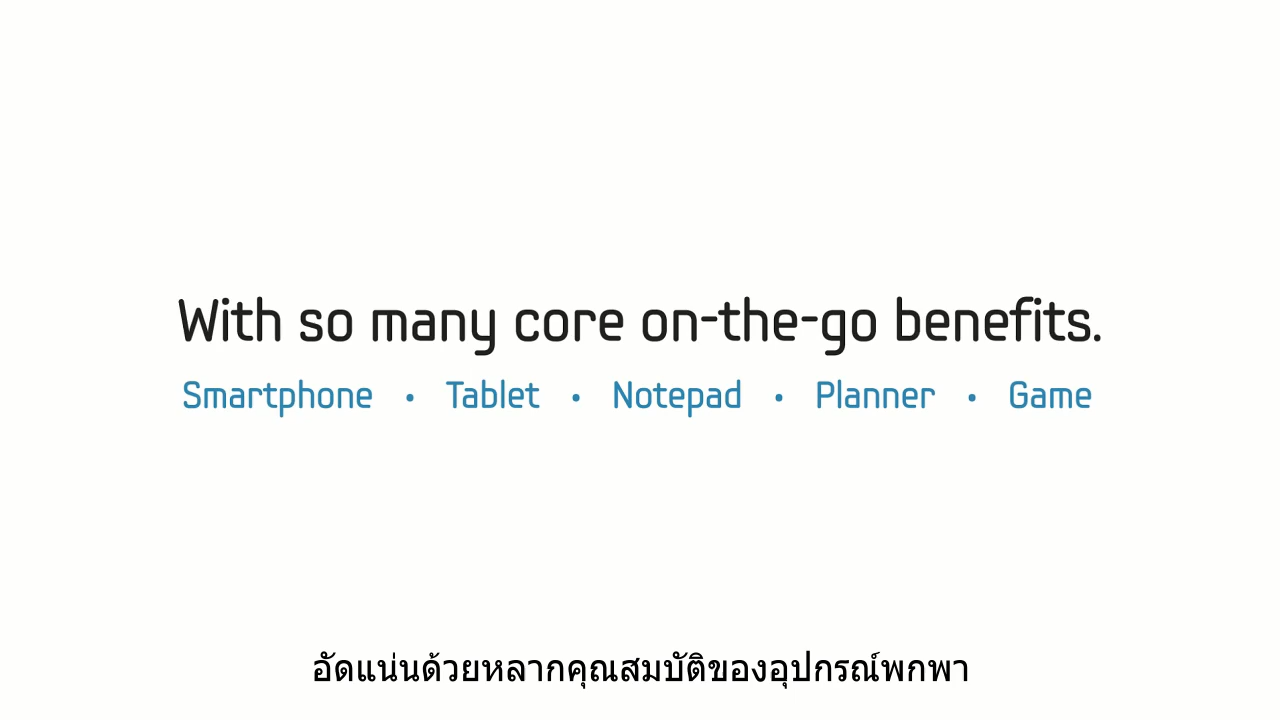 With so many core on-the-go benefits.
Smartphone • Tablet • Notepad • Planner • Game
อัดแน่นด้วยหลากคุณสมบัติของอุปกรณ์พกพา